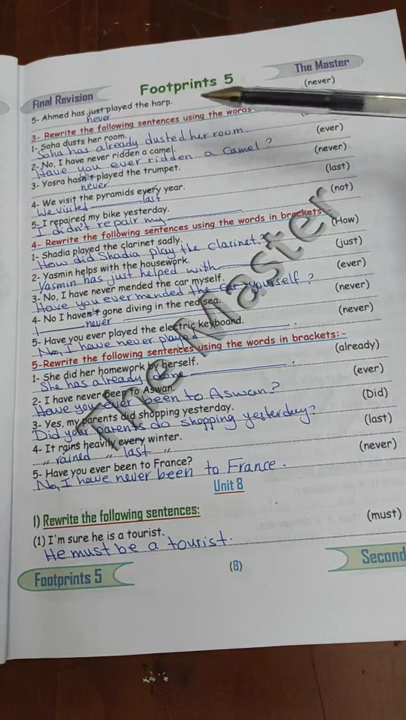 Final Revision
Footprints 5
The Master
5- Ahmed has just played the harp. (never)
never
3- Rewrite the following sentences using the words
1- Soha dusts her room.
Soha has already dusted her room.
2- No, I have never ridden a camel. (ever)
Have you ever ridden a camel?
3- Yosra hasn't played the trumpet. (never)
never
4- We visit the pyramids every year. (last)
We visited last
5- I repaired my bike yesterday. (not)
I didn't repair my
4- Rewrite the following sentences using the words in brackets:
1- Shadia played the clarinet sadly. (How)
How did Shadia play the clarinet?
2- Yasmin helps with the housework. (just)
Yasmin has just helped with
3- No, I have never mended the car myself. (ever)
Have you ever mended the car yourself?
4- No I haven't gone diving in the red sea. (never)
I never
5- Have you ever played the electric keyboard. (never)
No, I have never played
5-Rewrite the following sentences using the words in brackets:-
1- She did her homework by herself. (already)
She has already done
2- I have never been to Aswan. (ever)
Have you ever been to Aswan?
3- Yes, my parents did shopping yesterday. (Did)
Did your parents do shopping yesterday?
4- It rains heavily every winter. (last)
" rained " last "
5- Have you ever been to France? (never)
No, I have never been to France.
Unit 8
1) Rewrite the following sentences:
(1) I'm sure he is a tourist. (must)
He must be a tourist.
Footprints 5
(8)
Second
The Master